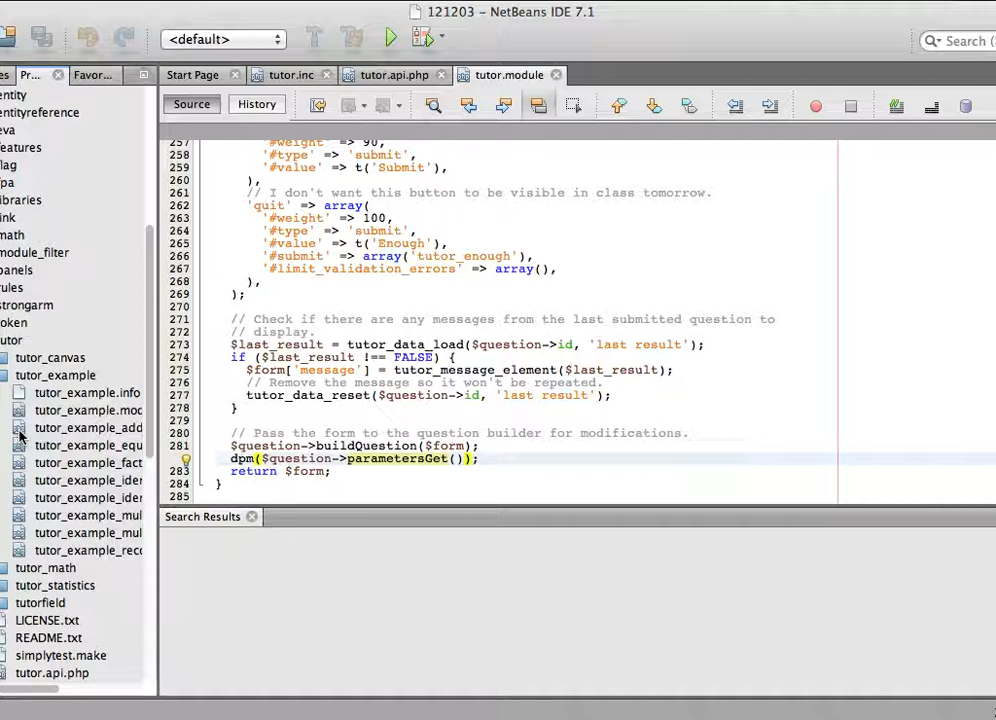 121203 – NetBeans IDE 7.1
<default>
Search (
es Pr... Favor...
Start Page tutor.inc tutor.api.php tutor.module
Source History
entity
entityreference
eva
features
flag
fpa
libraries
link
math
module_filter
panels
rules
strongarm
token
tutor
tutor_canvas
tutor_example
tutor_example.info
tutor_example.mod
tutor_example_add
tutor_example_equ
tutor_example_fact
tutor_example_iden
tutor_example_iden
tutor_example_mul
tutor_example_mul
tutor_example_reco
tutor_math
tutor_statistics
tutorfield
LICENSE.txt
README.txt
simplytest.make
tutor.api.php
257 '#weight' => 90,
258 '#type' => 'submit',
259 '#value' => t('Submit'),
260 ),
261 // I don't want this button to be visible in class tomorrow.
262 'quit' => array(
263 '#weight' => 100,
264 '#type' => 'submit',
265 '#value' => t('Enough'),
266 '#submit' => array('tutor_enough'),
267 '#limit_validation_errors' => array(),
268 ),
269 );
270
271 // Check if there are any messages from the last submitted question to
272 // display.
273 $last_result = tutor_data_load($question->id, 'last result');
274 if ($last_result !== FALSE) {
275 $form['message'] = tutor_message_element($last_result);
276 // Remove the message so it won't be repeated.
277 tutor_data_reset($question->id, 'last result');
278 }
279
280 // Pass the form to the question builder for modifications.
281 $question->buildQuestion($form);
dpm($question->parametersGet());
283 return $form;
284 }
285
Search Results